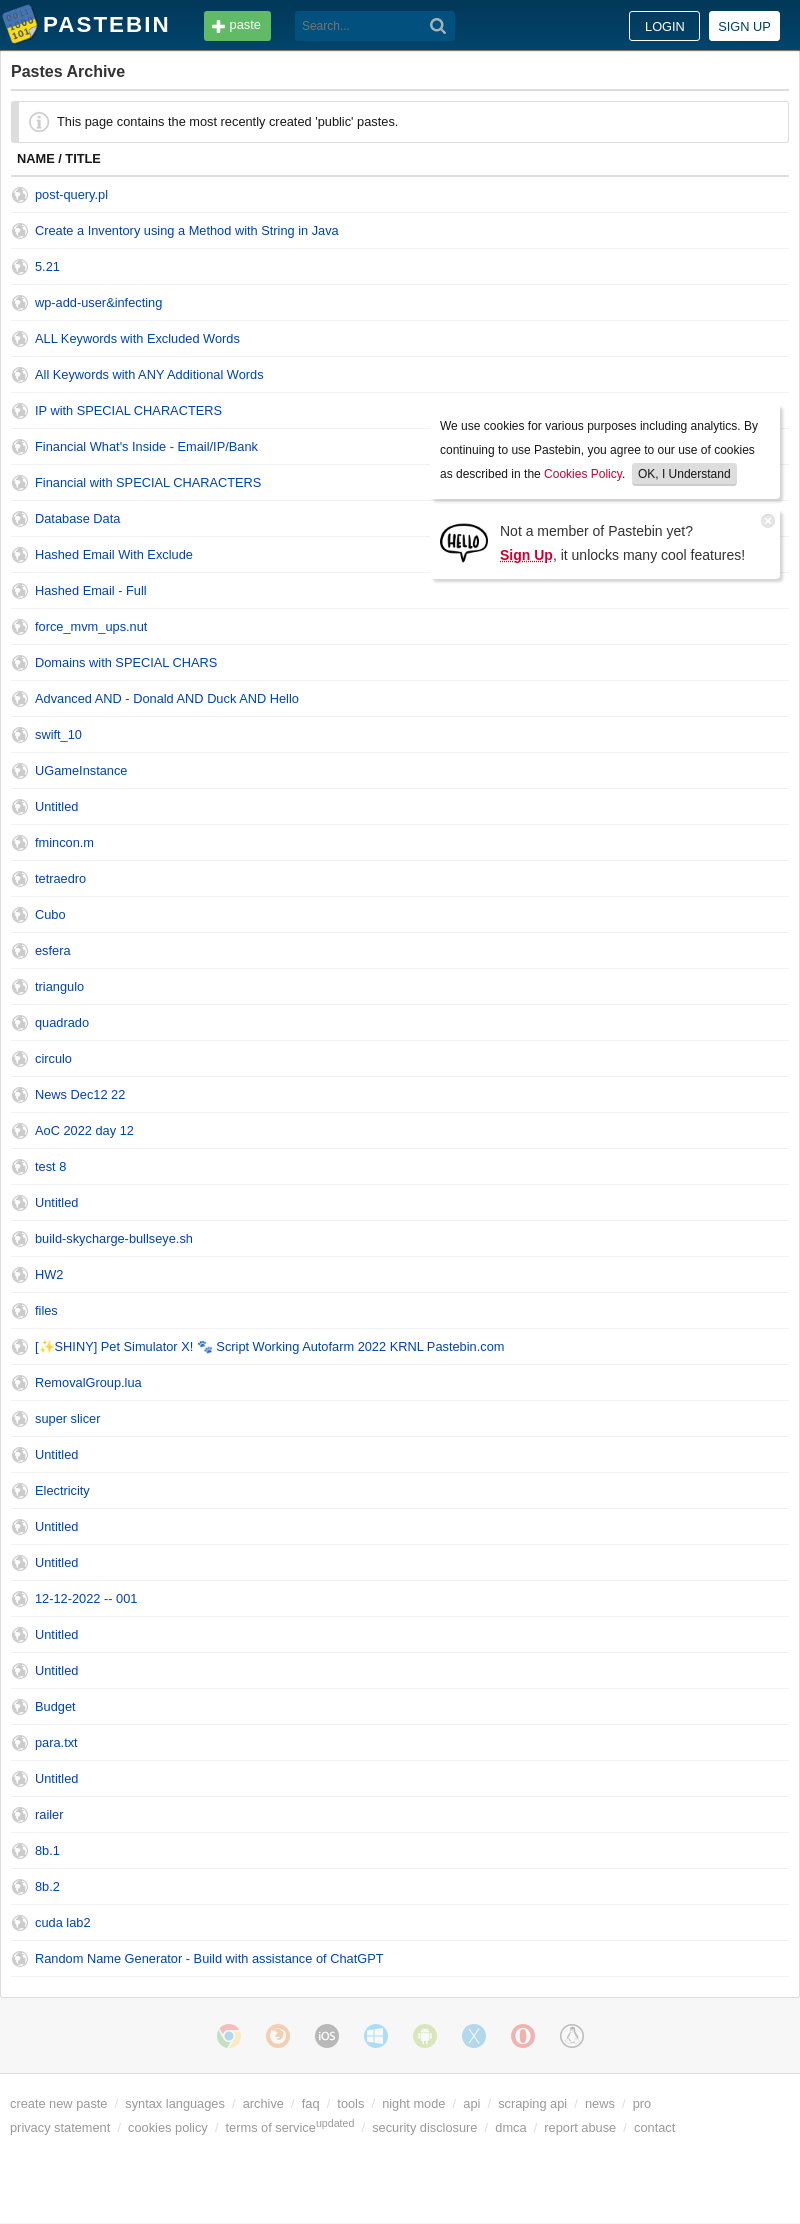 PASTEBIN paste Search... LOGIN SIGN UP
Pastes Archive
This page contains the most recently created 'public' pastes.
NAME / TITLE
post-query.pl
Create a Inventory using a Method with String in Java
5.21
wp-add-user&infecting
ALL Keywords with Excluded Words
All Keywords with ANY Additional Words
IP with SPECIAL CHARACTERS
Financial What's Inside - Email/IP/Bank
Financial with SPECIAL CHARACTERS
Database Data
Hashed Email With Exclude
Hashed Email - Full
We use cookies for various purposes including analytics. By
continuing to use Pastebin, you agree to our use of cookies
as described in the Cookies Policy. OK, I Understand
HELLO
Not a member of Pastebin yet?
Sign Up, it unlocks many cool features!
force_mvm_ups.nut
Domains with SPECIAL CHARS
Advanced AND - Donald AND Duck AND Hello
swift_10
UGameInstance
Untitled
fmincon.m
tetraedro
Cubo
esfera
triangulo
quadrado
circulo
News Dec12 22
AoC 2022 day 12
test 8
Untitled
build-skycharge-bullseye.sh
HW2
files
[✨SHINY] Pet Simulator X! 🐾 Script Working Autofarm 2022 KRNL Pastebin.com
RemovalGroup.lua
super slicer
Untitled
Electricity
Untitled
Untitled
12-12-2022 -- 001
Untitled
Untitled
Budget
para.txt
Untitled
railer
8b.1
8b.2
cuda lab2
Random Name Generator - Build with assistance of ChatGPT
iOS
create new paste / syntax languages / archive / faq / tools / night mode / api / scraping api / news / pro
privacy statement / cookies policy / terms of service updated / security disclosure / dmca / report abuse / contact